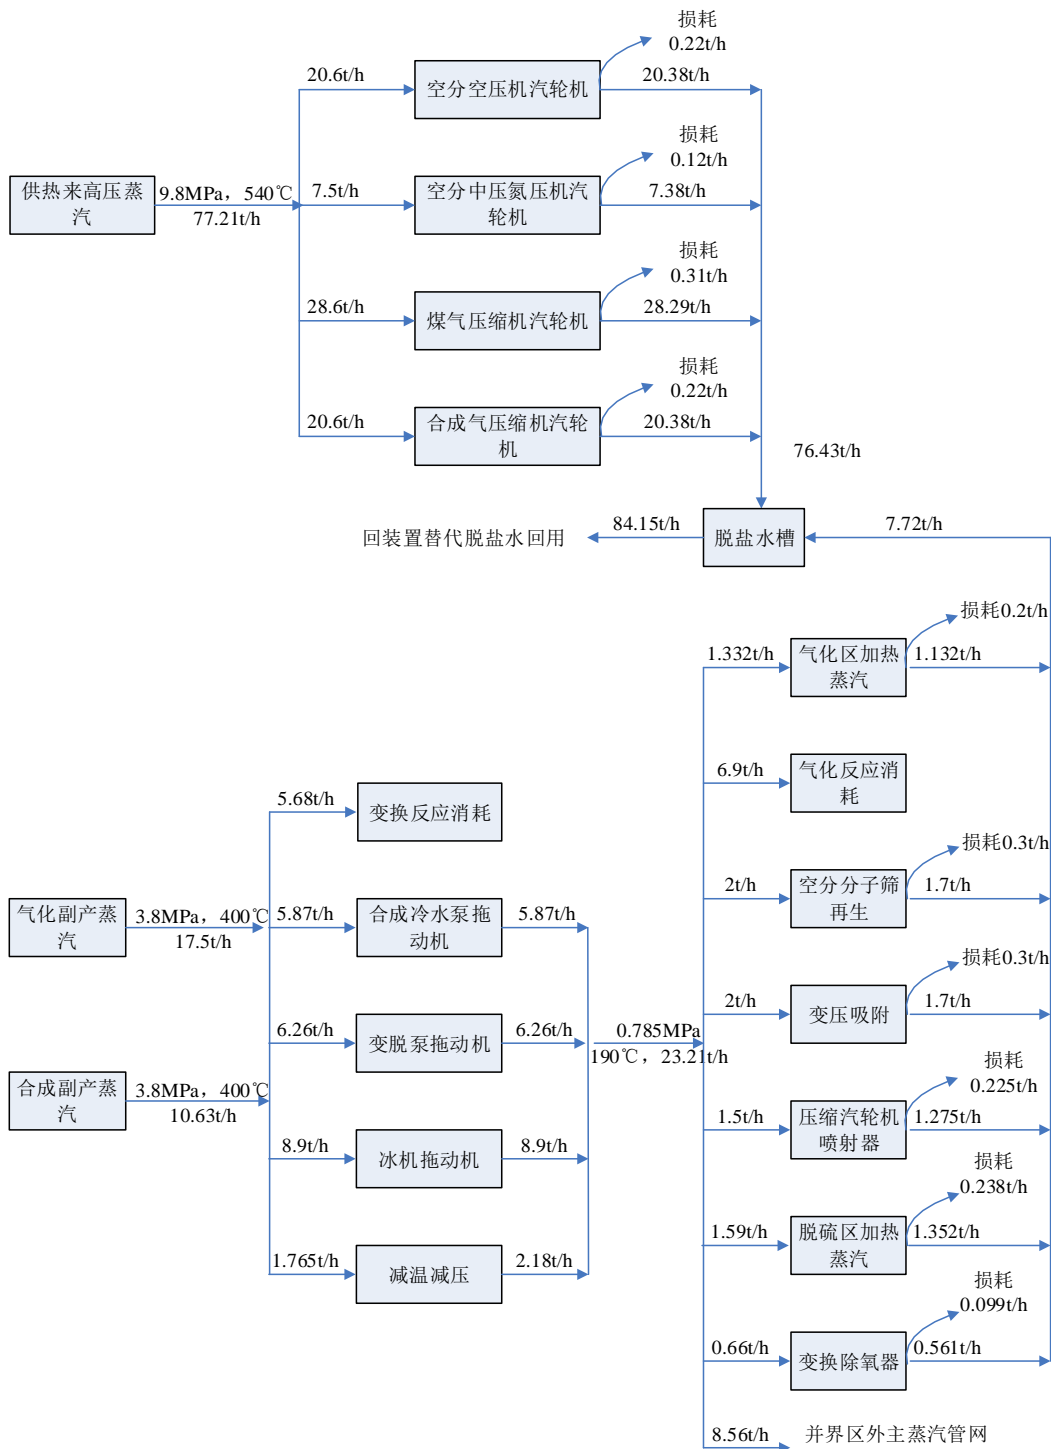 损耗
0.22t/h
20.6t/h
空分空压机汽轮机
20.38t/h
损耗
0.12t/h
供热来高压蒸
汽
9.8MPa，540℃
77.21t/h
7.5t/h
空分中压氮压机汽
轮机
7.38t/h
损耗
0.31t/h
28.6t/h
煤气压缩机汽轮机
28.29t/h
损耗
0.22t/h
20.6t/h
合成气压缩机汽轮
机
20.38t/h
76.43t/h
回装置替代脱盐水回用
84.15t/h
脱盐水槽
7.72t/h
损耗0.2t/h
1.332t/h
气化区加热
蒸汽
1.132t/h
6.9t/h
气化反应消
耗
5.68t/h
变换反应消耗
损耗0.3t/h
气化副产蒸
汽
3.8MPa，400℃
17.5t/h
5.87t/h
合成冷水泵拖
动机
5.87t/h
2t/h
空分分子筛
再生
1.7t/h
损耗0.3t/h
6.26t/h
变脱泵拖动机
6.26t/h
0.785MPa
190℃，23.21t/h
2t/h
变压吸附
1.7t/h
合成副产蒸
汽
3.8MPa，400℃
10.63t/h
损耗
0.225t/h
1.5t/h
压缩汽轮机
喷射器
1.275t/h
8.9t/h
冰机拖动机
8.9t/h
损耗
0.238t/h
1.59t/h
脱硫区加热
蒸汽
1.352t/h
1.765t/h
减温减压
2.18t/h
损耗
0.099t/h
0.66t/h
变换除氧器
0.561t/h
8.56t/h
并界区外主蒸汽管网